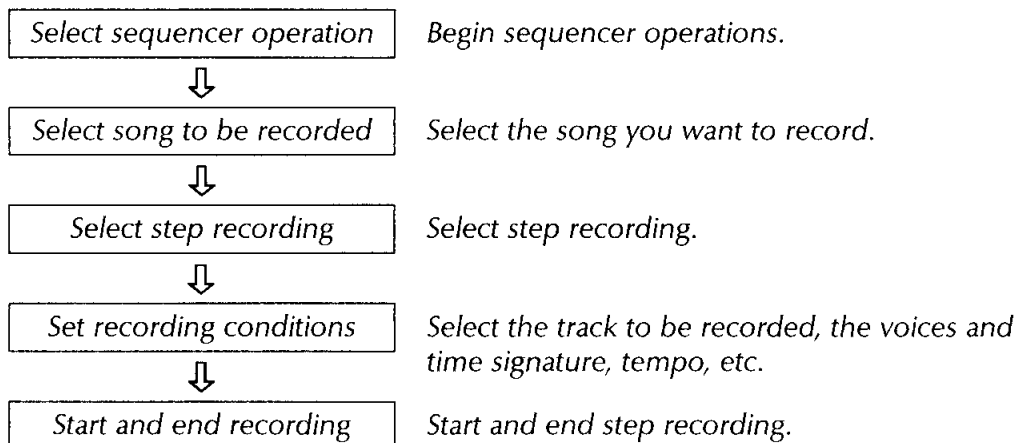 Select sequencer operation Begin sequencer operations.
Select song to be recorded Select the song you want to record.
Select step recording Select step recording.
Set recording conditions Select the track to be recorded, the voices and
time signature, tempo, etc.
Start and end recording Start and end step recording.